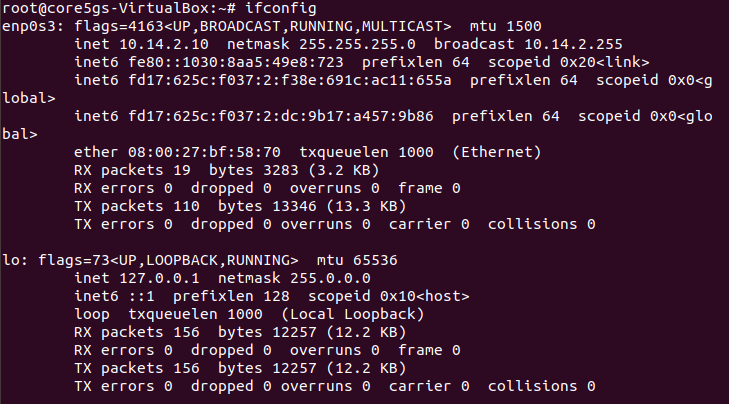 root@core5gs-VirtualBox:~# ifconfig
enp0s3: flags=4163<UP,BROADCAST,RUNNING,MULTICAST>  mtu 1500
        inet 10.14.2.10  netmask 255.255.255.0  broadcast 10.14.2.255
        inet6 fe80::1030:8aa5:49e8:723  prefixlen 64  scopeid 0x20<link>
        inet6 fd17:625c:f037:2:f38e:691c:ac11:655a  prefixlen 64  scopeid 0x0<g
lobal>
        inet6 fd17:625c:f037:2:dc:9b17:a457:9b86  prefixlen 64  scopeid 0x0<glo
bal>
        ether 08:00:27:bf:58:70  txqueuelen 1000  (Ethernet)
        RX packets 19  bytes 3283 (3.2 KB)
        RX errors 0  dropped 0  overruns 0  frame 0
        TX packets 110  bytes 13346 (13.3 KB)
        TX errors 0  dropped 0 overruns 0  carrier 0  collisions 0

lo: flags=73<UP,LOOPBACK,RUNNING>  mtu 65536
        inet 127.0.0.1  netmask 255.0.0.0
        inet6 ::1  prefixlen 128  scopeid 0x10<host>
        loop  txqueuelen 1000  (Local Loopback)
        RX packets 156  bytes 12257 (12.2 KB)
        RX errors 0  dropped 0  overruns 0  frame 0
        TX packets 156  bytes 12257 (12.2 KB)
        TX errors 0  dropped 0 overruns 0  carrier 0  collisions 0